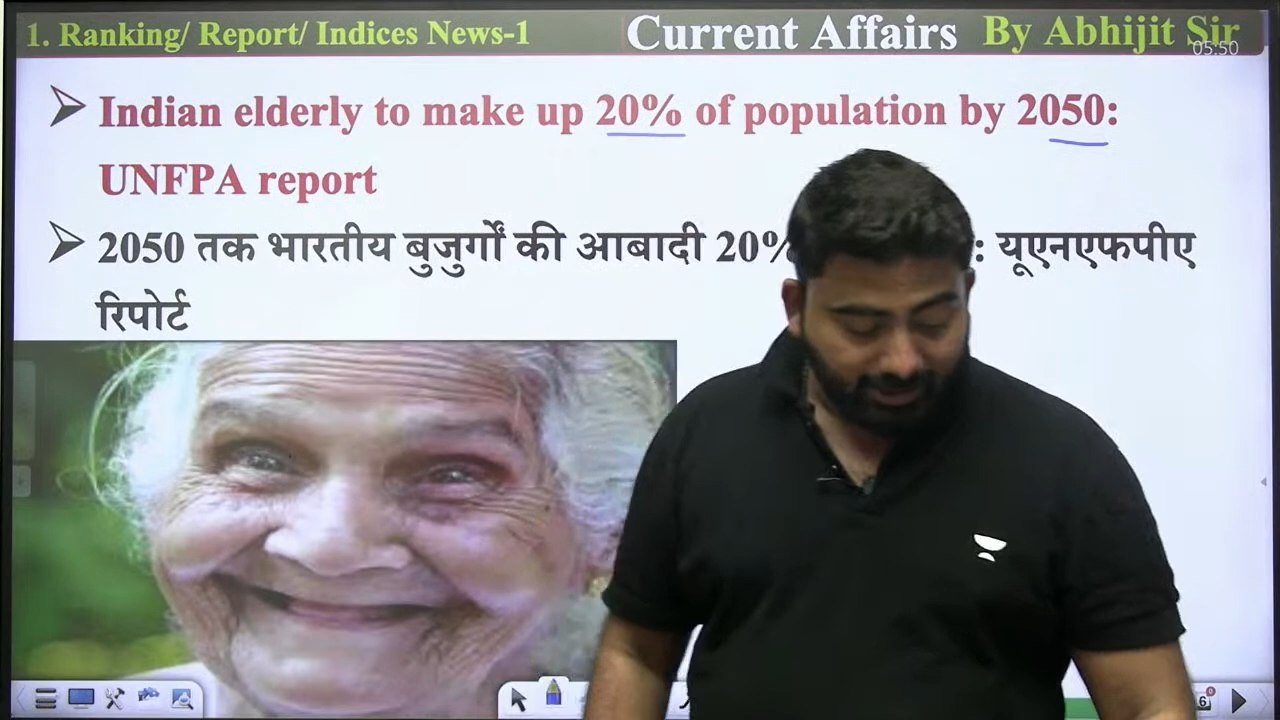 1. Ranking/ Report/ Indices News-1
Current Affairs By Abhijit Sir
05:50
Indian elderly to make up 20% of population by 2050:
UNFPA report
2050 तक भारतीय बुजुर्गों की आबादी 20% : यूएनएफपीए
रिपोर्ट